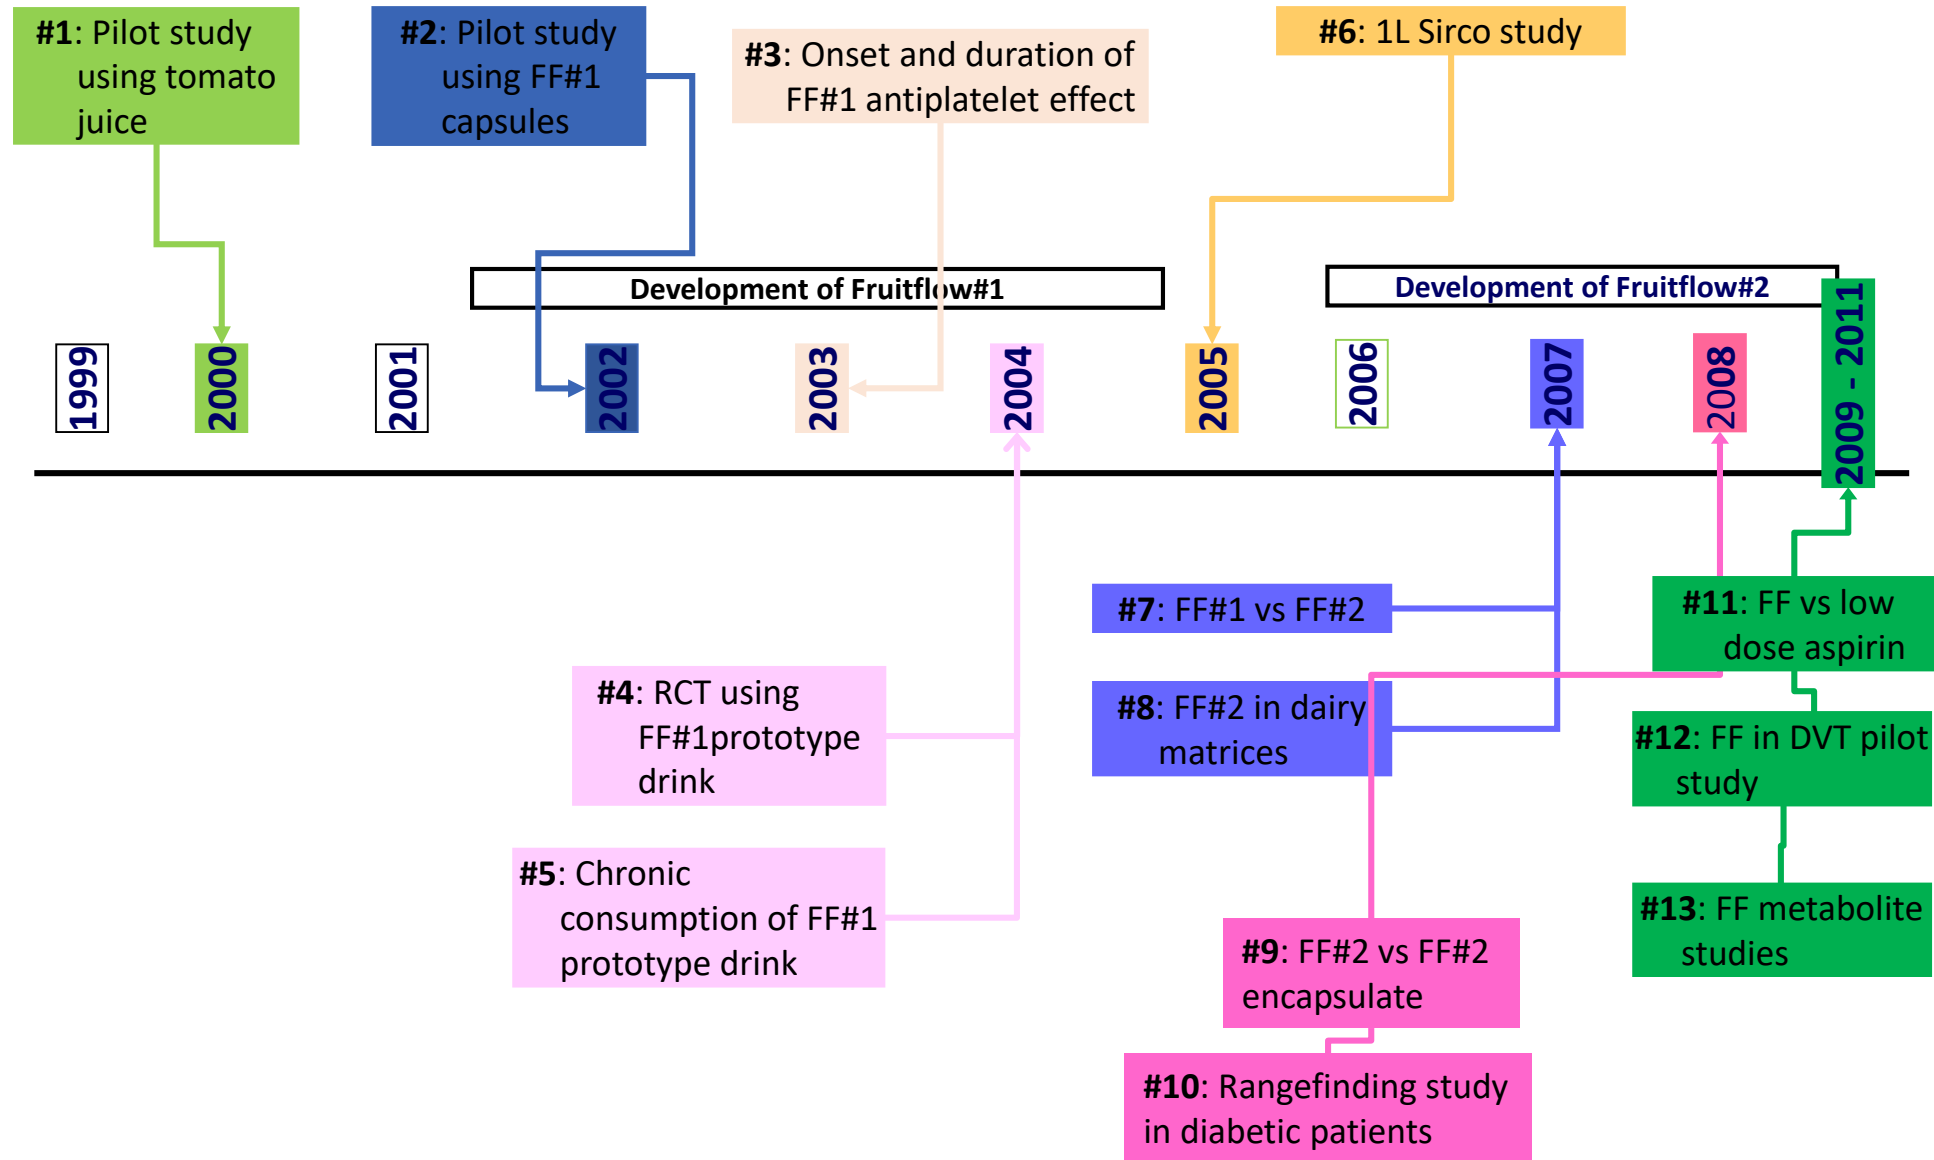 #1: Pilot study
using tomato
juice
#2: Pilot study
using FF#1
capsules
#3: Onset and duration of
FF#1 antiplatelet effect
#6: 1L Sirco study
Development of Fruitflow#1
Development of Fruitflow#2
1999
2000
2001
2002
2003
2004
2005
2006
2007
2008
2009 - 2011
#7: FF#1 vs FF#2
#11: FF vs low
dose aspirin
#4: RCT using
FF#1prototype
drink
#8: FF#2 in dairy
matrices
#12: FF in DVT pilot
study
#5: Chronic
consumption of FF#1
prototype drink
#9: FF#2 vs FF#2
encapsulate
#13: FF metabolite
studies
#10: Rangefinding study
in diabetic patients